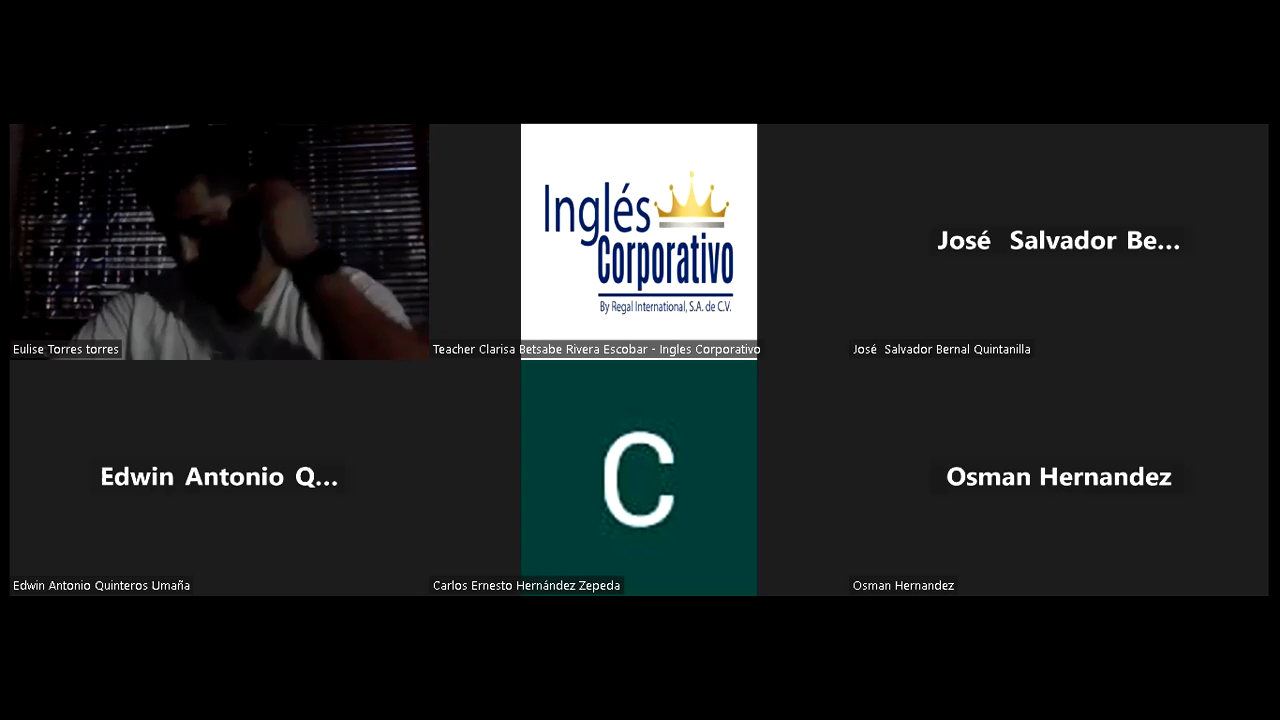 Eulise Torres torres
Inglés
Corporativo
By Regal International, S.A. de C.V.
Teacher Clarisa Betsabe Rivera Escobar - Ingles Corporativo
José Salvador Be...
José Salvador Bernal Quintanilla
Edwin Antonio Q...
Edwin Antonio Quinteros Umaña
C
Carlos Ernesto Hernández Zepeda
Osman Hernandez
Osman Hernandez